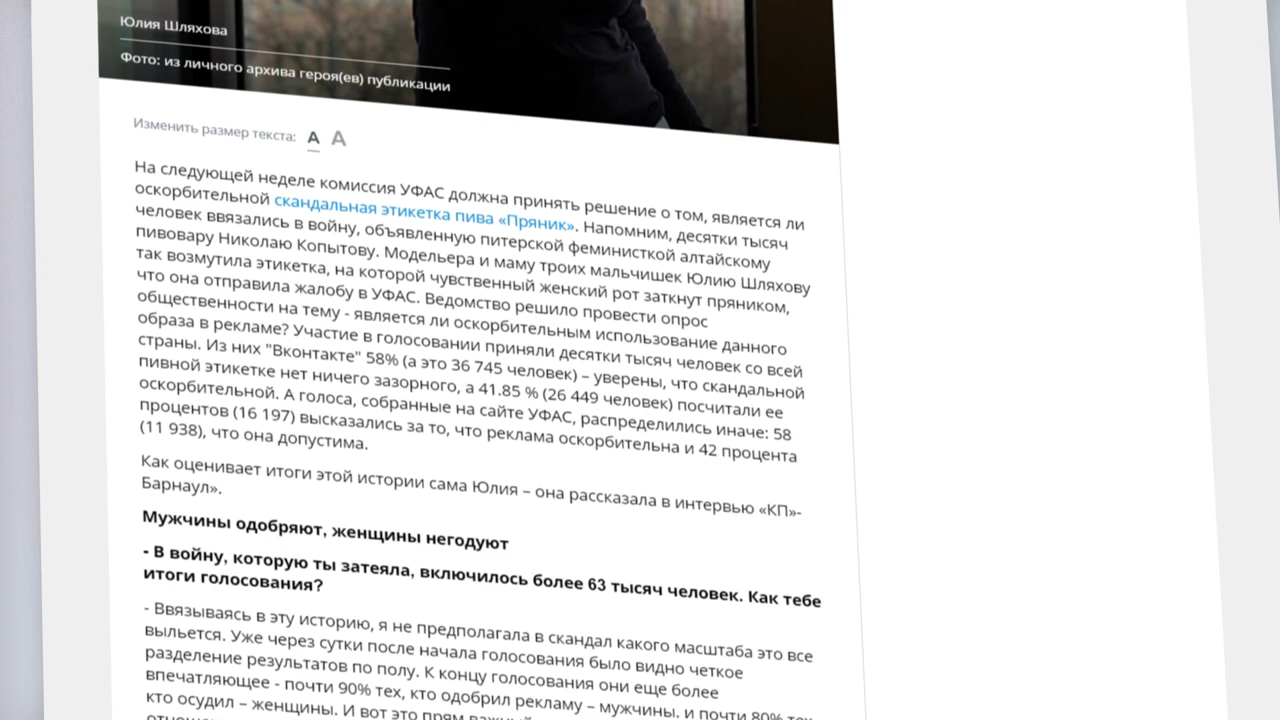 Юлия Шляхова
Фото: из личного архива героя(ев) публикации
Изменить размер текста: A A
На следующей неделе комиссия УФАС должна принять решение о том, является ли
оскорбительной скандальная этикетка пива «Пряник». Напомним, десятки тысяч
человек ввязались в войну, объявленную питерской феминисткой алтайскому
пивовару Николаю Копытову. Модельера и маму троих мальчишек Юлию Шляхову
так возмутила этикетка, на которой чувственный женский рот заткнут пряником,
что она отправила жалобу в УФАС. Ведомство решило провести опрос
общественности на тему - является ли оскорбительным использование данного
образа в рекламе? Участие в голосовании приняли десятки тысяч человек со всей
страны. Из них "Вконтакте" 58% (а это 36 745 человек) – уверены, что скандальной
пивной этикетке нет ничего зазорного, а 41.85 % (26 449 человек) посчитали ее
оскорбительной. А голоса, собранные на сайте УФАС, распределились иначе: 58
процентов (16 197) высказались за то, что реклама оскорбительна и 42 процента
(11 938), что она допустима.
Как оценивает итоги этой истории сама Юлия – она рассказала в интервью «КП»-
Барнаул».
Мужчины одобряют, женщины негодуют
- В войну, которую ты затеяла, включилось более 63 тысяч человек. Как тебе
итоги голосования?
- Ввязываясь в эту историю, я не предполагала в скандал какого масштаба это все
выльется. Уже через сутки после начала голосования было видно четкое
разделение результатов по полу. К концу голосования они еще более
впечатляющее - почти 90% тех, кто одобрил рекламу – мужчины. и почти 80% тех,
кто осудил – женщины. И вот это прям